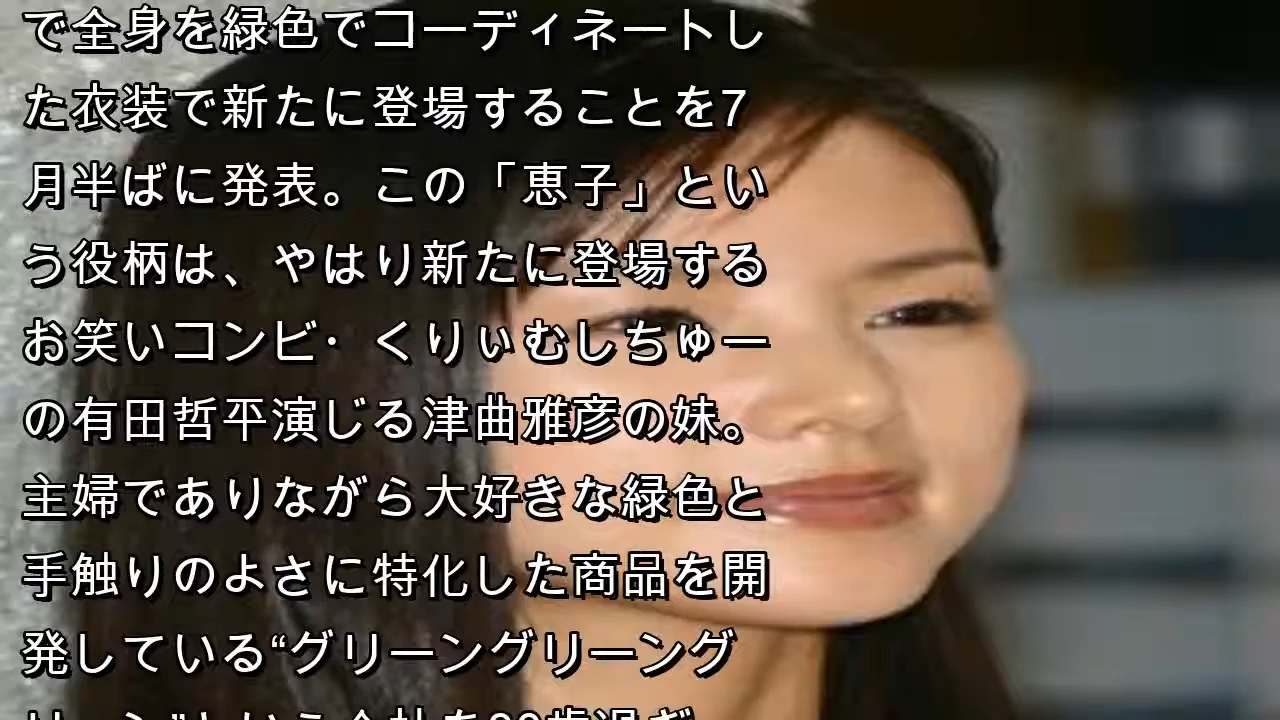 で全身を緑色でコーディネートし
た衣装で新たに登場することを7
月半ばに発表。この「恵子」とい
う役柄は、やはり新たに登場する
お笑いコンビ・くりぃむしちゅー
の有田哲平演じる津曲雅彦の妹。
主婦でありながら大好きな緑色と
手触りのよさに特化した商品を開
発している“グリーングリーング